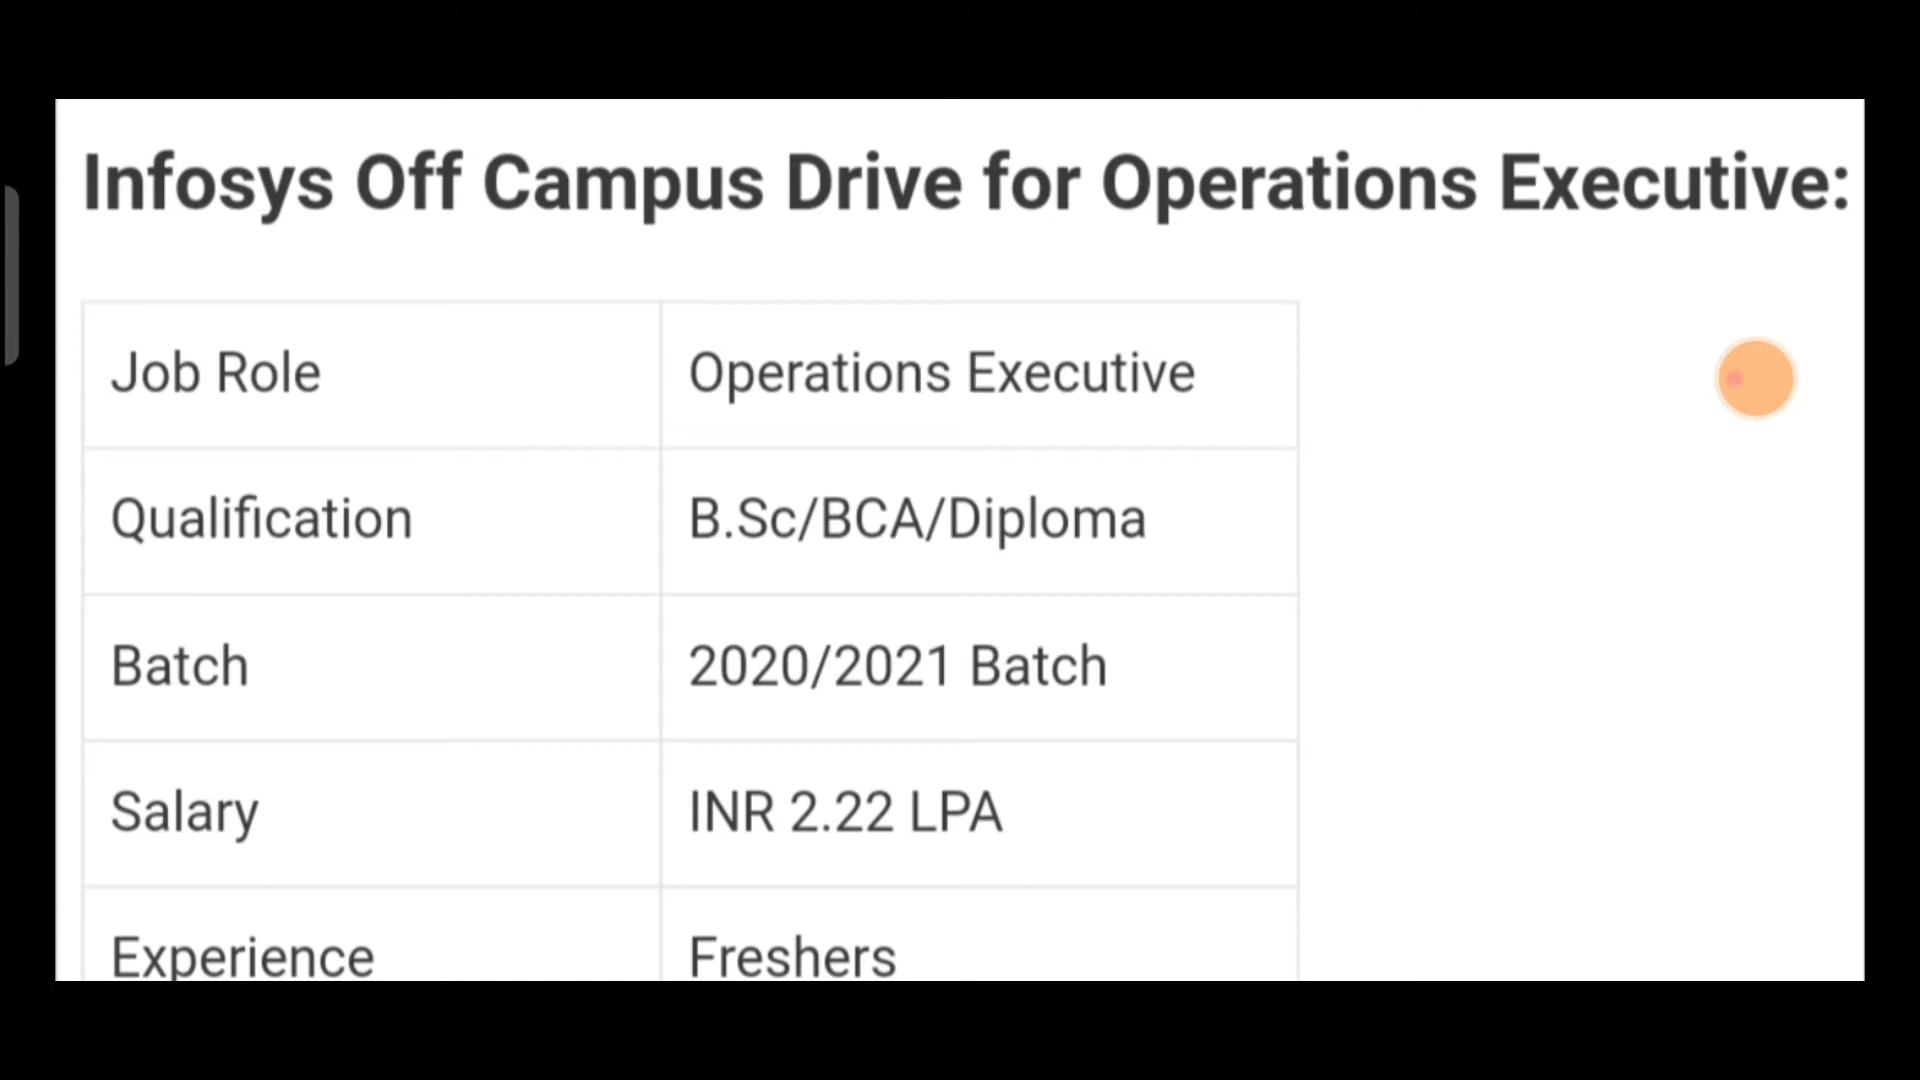 Infosys Off Campus Drive for Operations Executive:
Job Role Operations Executive
Qualification B.Sc/BCA/Diploma
Batch 2020/2021 Batch
Salary INR 2.22 LPA
Experience Freshers